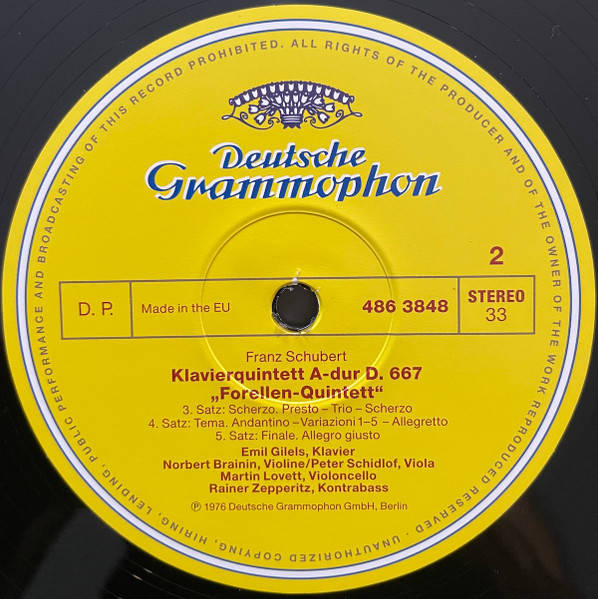 UNAUTHORIZED COPYING, HIRING, LENDING, PUBLIC PERFORMANCE AND BROADCASTING OF THIS RECORD PROHIBITED. ALL RIGHTS OF THE PRODUCER AND OF THE OWNER OF THE WORK REPRODUCED RESERVED ·
Deutsche
Grammophon
2
D. P.
Made in the EU
486 3848
STEREO
33
Franz Schubert
Klavierquintett A-dur D. 667
„Forellen-Quintett“
3. Satz: Scherzo. Presto – Trio – Scherzo
4. Satz: Tema. Andantino – Variazioni 1–5 – Allegretto
5. Satz: Finale. Allegro giusto
Emil Gilels, Klavier
Norbert Brainin, Violine/Peter Schidlof, Viola
Martin Lovett, Violoncello
Rainer Zepperitz, Kontrabass
℗ 1976 Deutsche Grammophon GmbH, Berlin